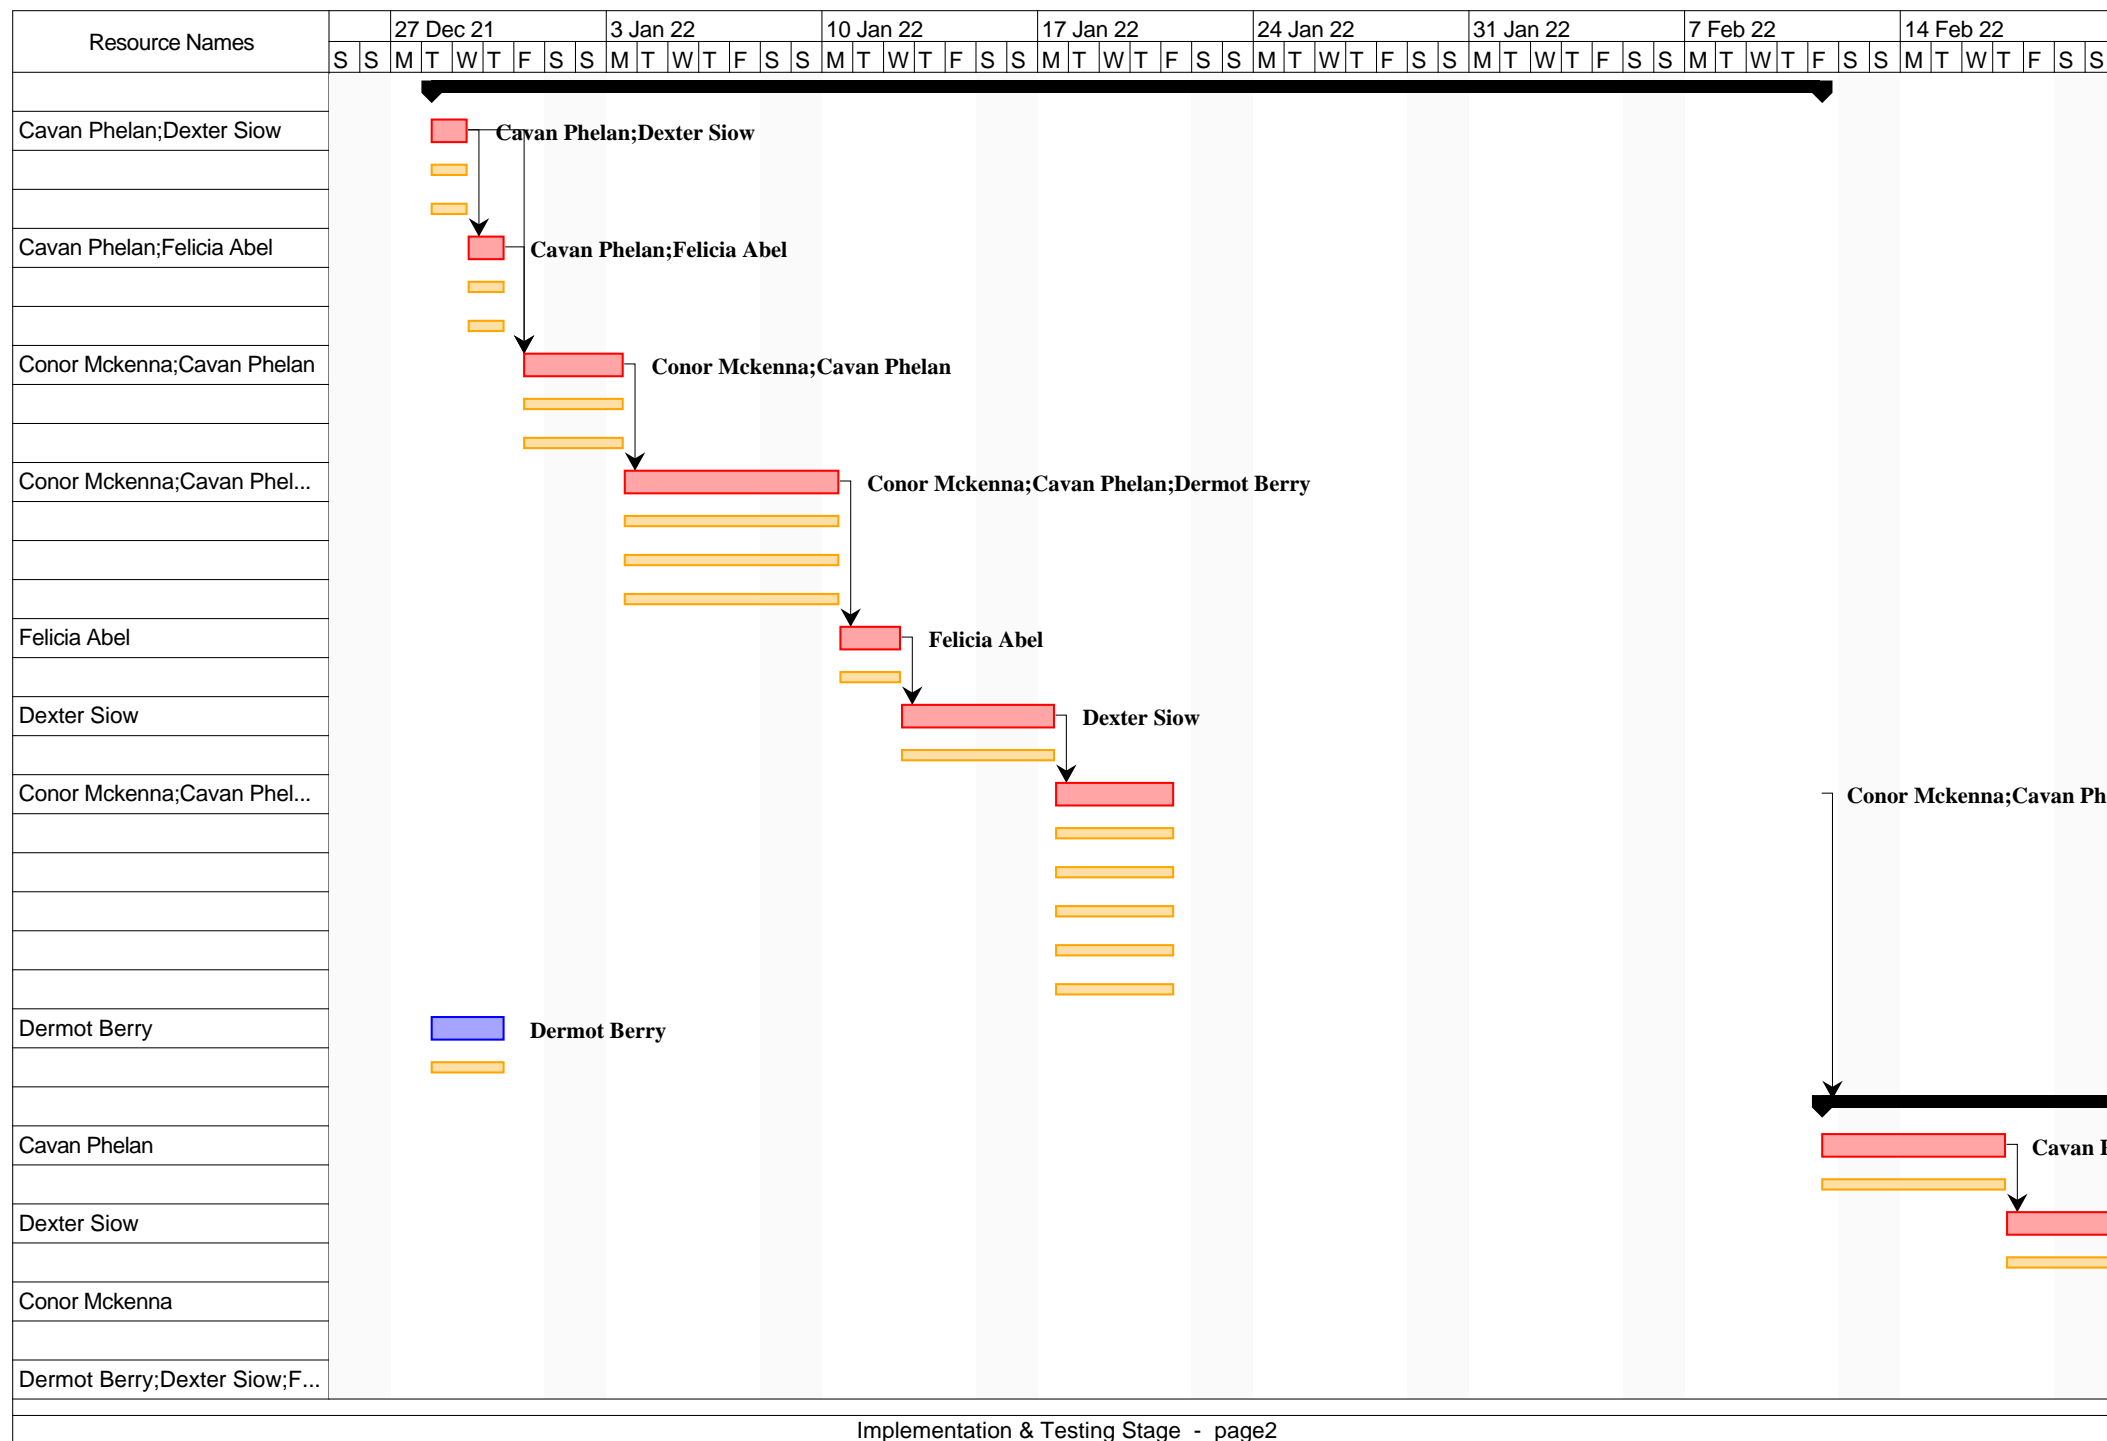 Resource Names
27 Dec 21 3 Jan 22 10 Jan 22 17 Jan 22 24 Jan 22 31 Jan 22 7 Feb 22 14 Feb 22
S S M T W T F S S M T W T F S S M T W T F S S M T W T F S S M T W T F S S M T W T F S S M T W T F S S M T W T F S S
Cavan Phelan;Dexter Siow Cavan Phelan;Dexter Siow
Cavan Phelan;Felicia Abel Cavan Phelan;Felicia Abel
Conor Mckenna;Cavan Phelan Conor Mckenna;Cavan Phelan
Conor Mckenna;Cavan Phel... Conor Mckenna;Cavan Phelan;Dermot Berry
Felicia Abel Felicia Abel
Dexter Siow Dexter Siow
Conor Mckenna;Cavan Phel... Conor Mckenna;Cavan Ph
Dermot Berry Dermot Berry
Cavan Phelan Cavan
Dexter Siow
Conor Mckenna
Dermot Berry;Dexter Siow;F...
Implementation & Testing Stage - page2